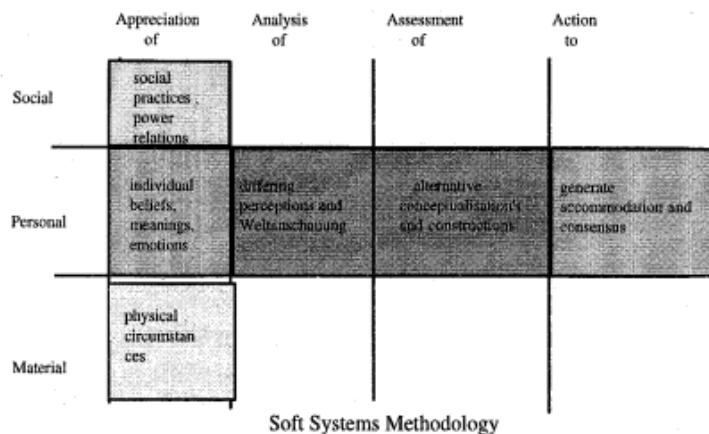 Appreciation of
Analysis of
Assessment of
Action to
Social
social
practices ,
power
relations
Personal
individual
beliefs,
meanings,
emotions
differing
perceptions and
Weltanschauung
alternative
conceptualisation's
and constructions
generate
accommodation and
consensus
Material
physical
circumstan
ces
Soft Systems Methodology